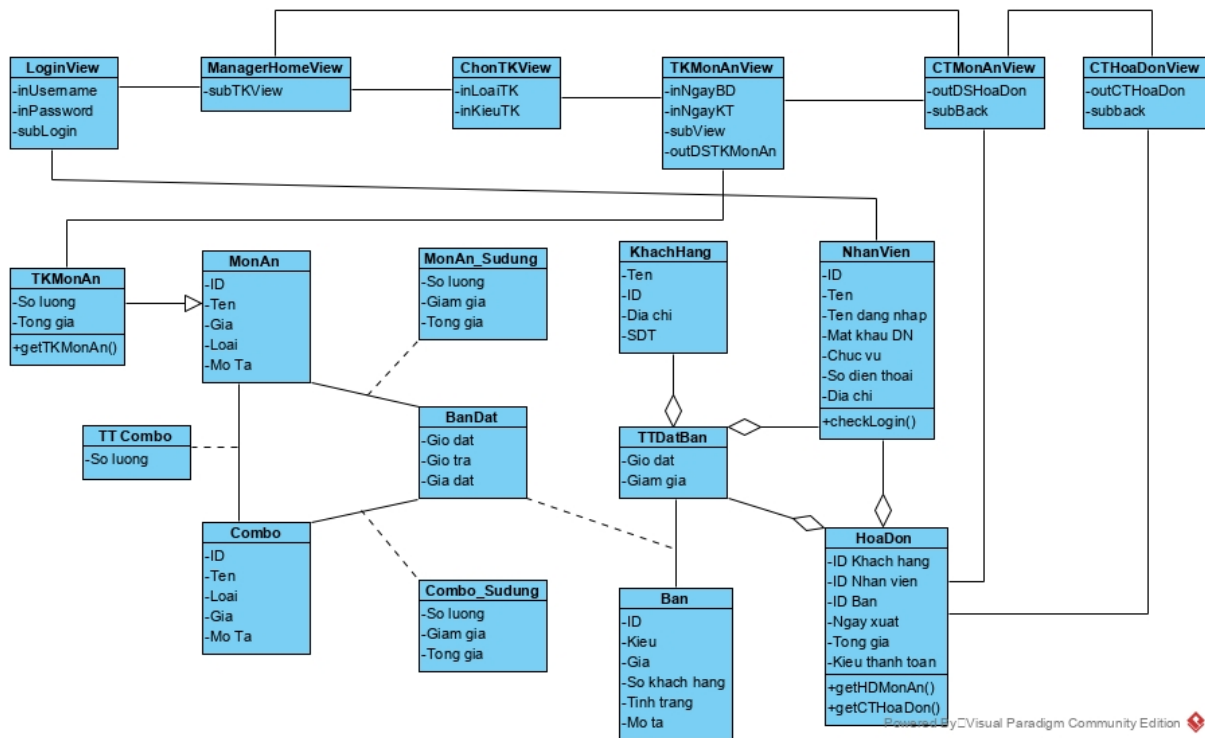 LoginView
-inUsername
-inPassword
-subLogin
ManagerHomeView
-subTKView
ChonTKView
-inLoaiTK
-inKieuTK
TKMonAnView
-inNgayBD
-inNgayKT
-subView
-outDSTKMonAn
CTMonAnView
-outDSHoaDon
-subBack
CTHoaDonView
-outCTHoaDon
-subback
TKMonAn
-So luong
-Tong gia
+getTKMonAn()
MonAn
-ID
-Ten
-Gia
-Loai
-Mo Ta
MonAn_Sudung
-So luong
-Giam gia
-Tong gia
KhachHang
-Ten
-ID
-Dia chi
-SDT
NhanVien
-ID
-Ten
-Ten dang nhap
-Mat khau DN
-Chuc vu
-So dien thoai
-Dia chi
+checkLogin()
TT Combo
-So luong
BanDat
-Gio dat
-Gio tra
-Gia dat
TTDatBan
-Gio dat
-Giam gia
Combo
-ID
-Ten
-Loai
-Gia
-Mo Ta
Combo_Sudung
-So luong
-Giam gia
-Tong gia
Ban
-ID
-Kieu
-Gia
-So khach hang
-Tinh trang
-Mo ta
HoaDon
-ID Khach hang
-ID Nhan vien
-ID Ban
-Ngay xuat
-Tong gia
-Kieu thanh toan
+getHDMonAn()
+getCTHoaDon()
Powered By Visual Paradigm Community Edition